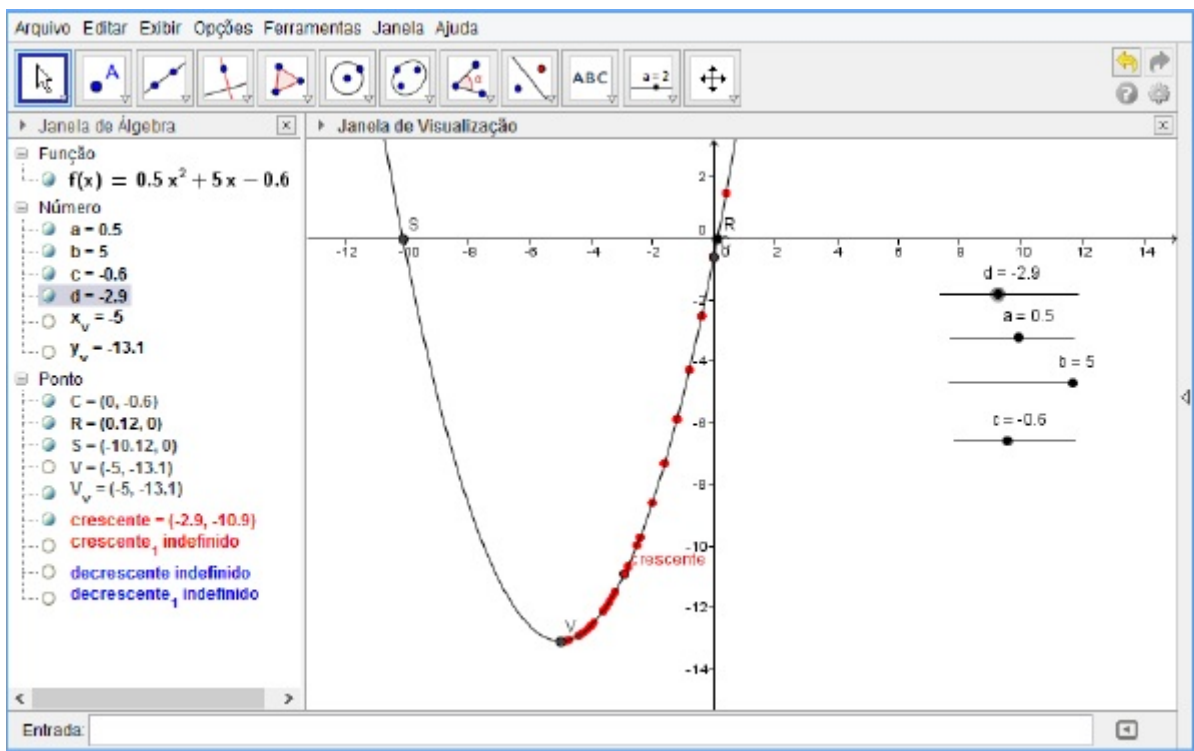 Arquivo Editar Exibir Opções Ferramentas Janela Ajuda
A
α
ABC
a=2
Janela de Álgebra
Janela de Visualização
Função
f(x) = 0.5 x² + 5 x − 0.6
Número
a = 0.5
b = 5
c = -0.6
d = -2.9
x_v = -5
y_v = -13.1
Ponto
C = (0, -0.6)
R = (0.12, 0)
S = (-10.12, 0)
V = (-5, -13.1)
V_v = (-5, -13.1)
crescente = (-2.9, -10.9)
crescente₁ indefinido
decrescente indefinido
decrescente₁ indefinido
2
S
0
R
-12 -10 -8 -6 -4 -2 2 4 6 8 10 12 14
d = -2.9
-2
a = 0.5
-4
b = 5
-6
c = -0.6
-8
-10
crescente
-12
V
-14
Entrada: